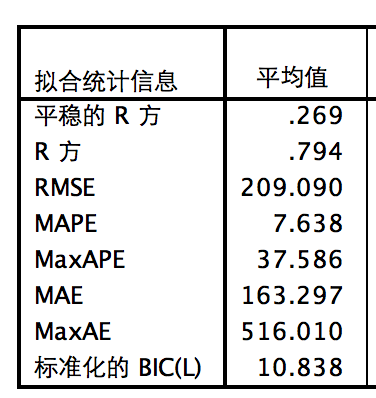 拟合统计信息 平均值
平稳的 R 方 .269
R 方 .794
RMSE 209.090
MAPE 7.638
MaxAPE 37.586
MAE 163.297
MaxAE 516.010
标准化的 BIC(L) 10.838